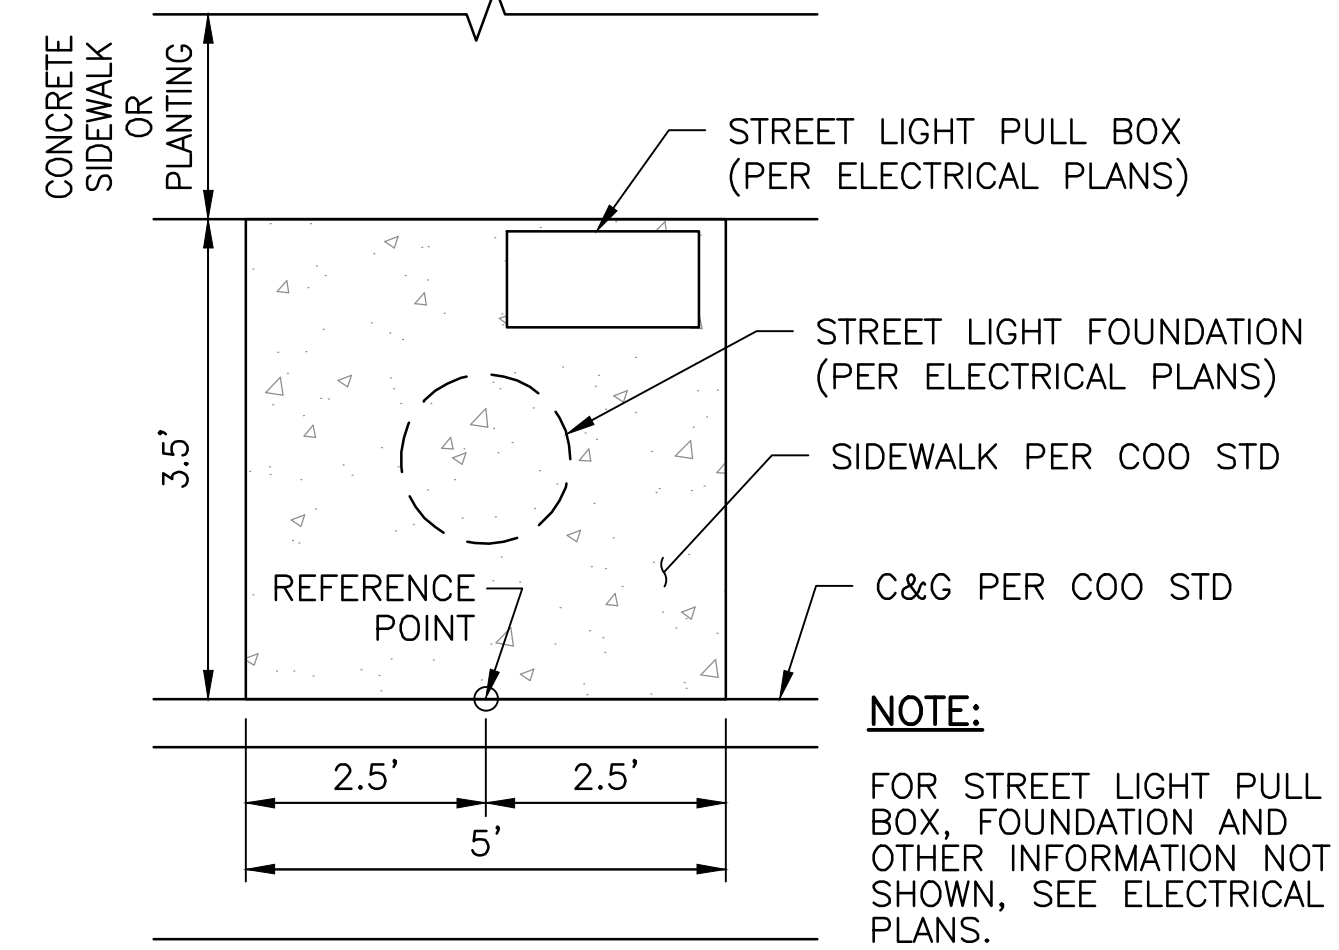 CONCRETE
SIDEWALK
OR
PLANTING
STREET LIGHT PULL BOX
(PER ELECTRICAL PLANS)
STREET LIGHT FOUNDATION
(PER ELECTRICAL PLANS)
3.5'
SIDEWALK PER COO STD
REFERENCE
POINT
C&G PER COO STD
2.5'
2.5'
5'
NOTE:
FOR STREET LIGHT PULL
BOX, FOUNDATION AND
OTHER INFORMATION NOT
SHOWN, SEE ELECTRICAL
PLANS.